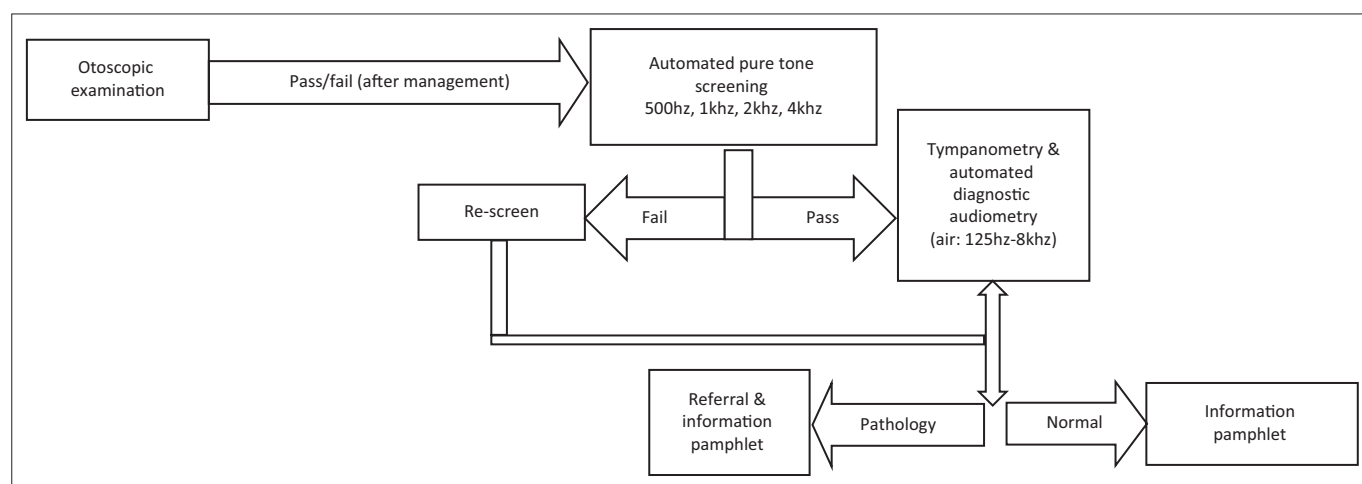 Otoscopic
examination
Pass/fail (after management)
Automated pure tone
screening
500hz, 1khz, 2khz, 4khz
Re-screen
Fail
Pass
Tympanometry &
automated
diagnostic
audiometry
(air: 125hz-8khz)
Referral &
information
pamphlet
Pathology
Normal
Information
pamphlet